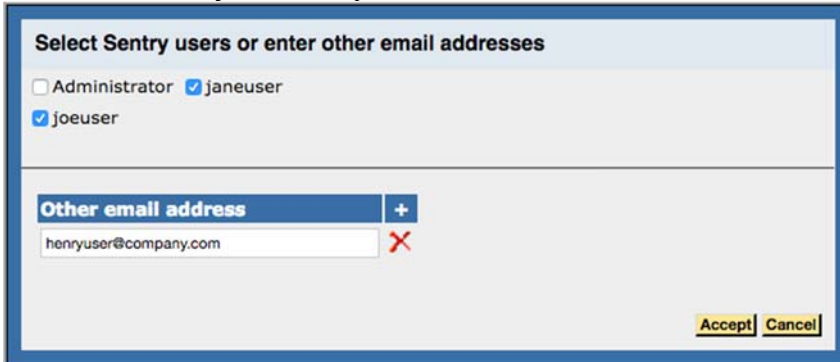 Select Sentry users or enter other email addresses
Administrator janeuser
joeuser
Other email address +
henryuser@company.com
Accept Cancel